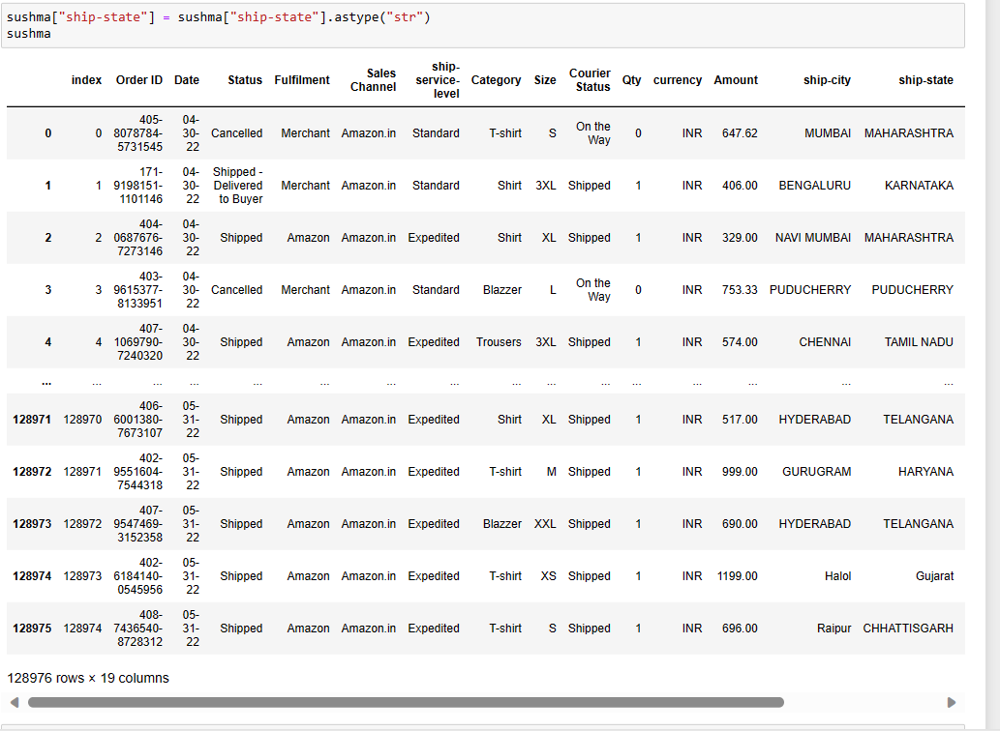 sushma["ship-state"] = sushma["ship-state"].astype("str")
sushma
index Order ID Date Status Fulfilment Sales Channel ship-service-level Category Size Courier Status Qty currency Amount ship-city ship-state
0 0 405-8078784-5731545 04-30-22 Cancelled Merchant Amazon.in Standard T-shirt S On the Way 0 INR 647.62 MUMBAI MAHARASHTRA
1 1 171-9198151-1101146 04-30-22 Shipped - Delivered to Buyer Merchant Amazon.in Standard Shirt 3XL Shipped 1 INR 406.00 BENGALURU KARNATAKA
2 2 404-0687676-7273146 04-30-22 Shipped Amazon Amazon.in Expedited Shirt XL Shipped 1 INR 329.00 NAVI MUMBAI MAHARASHTRA
3 3 403-9615377-8133951 04-30-22 Cancelled Merchant Amazon.in Standard Blazzer L On the Way 0 INR 753.33 PUDUCHERRY PUDUCHERRY
4 4 407-1069790-7240320 04-30-22 Shipped Amazon Amazon.in Expedited Trousers 3XL Shipped 1 INR 574.00 CHENNAI TAMIL NADU
... ... ... ... ... ... ... ... ... ... ... ... ... ... ... ...
128971 128970 406-6001380-7673107 05-31-22 Shipped Amazon Amazon.in Expedited Shirt XL Shipped 1 INR 517.00 HYDERABAD TELANGANA
128972 128971 402-9551604-7544318 05-31-22 Shipped Amazon Amazon.in Expedited T-shirt M Shipped 1 INR 999.00 GURUGRAM HARYANA
128973 128972 407-9547469-3152358 05-31-22 Shipped Amazon Amazon.in Expedited Blazzer XXL Shipped 1 INR 690.00 HYDERABAD TELANGANA
128974 128973 402-6184140-0545956 05-31-22 Shipped Amazon Amazon.in Expedited T-shirt XS Shipped 1 INR 1199.00 Halol Gujarat
128975 128974 408-7436540-8728312 05-31-22 Shipped Amazon Amazon.in Expedited T-shirt S Shipped 1 INR 696.00 Raipur CHHATTISGARH
128976 rows × 19 columns